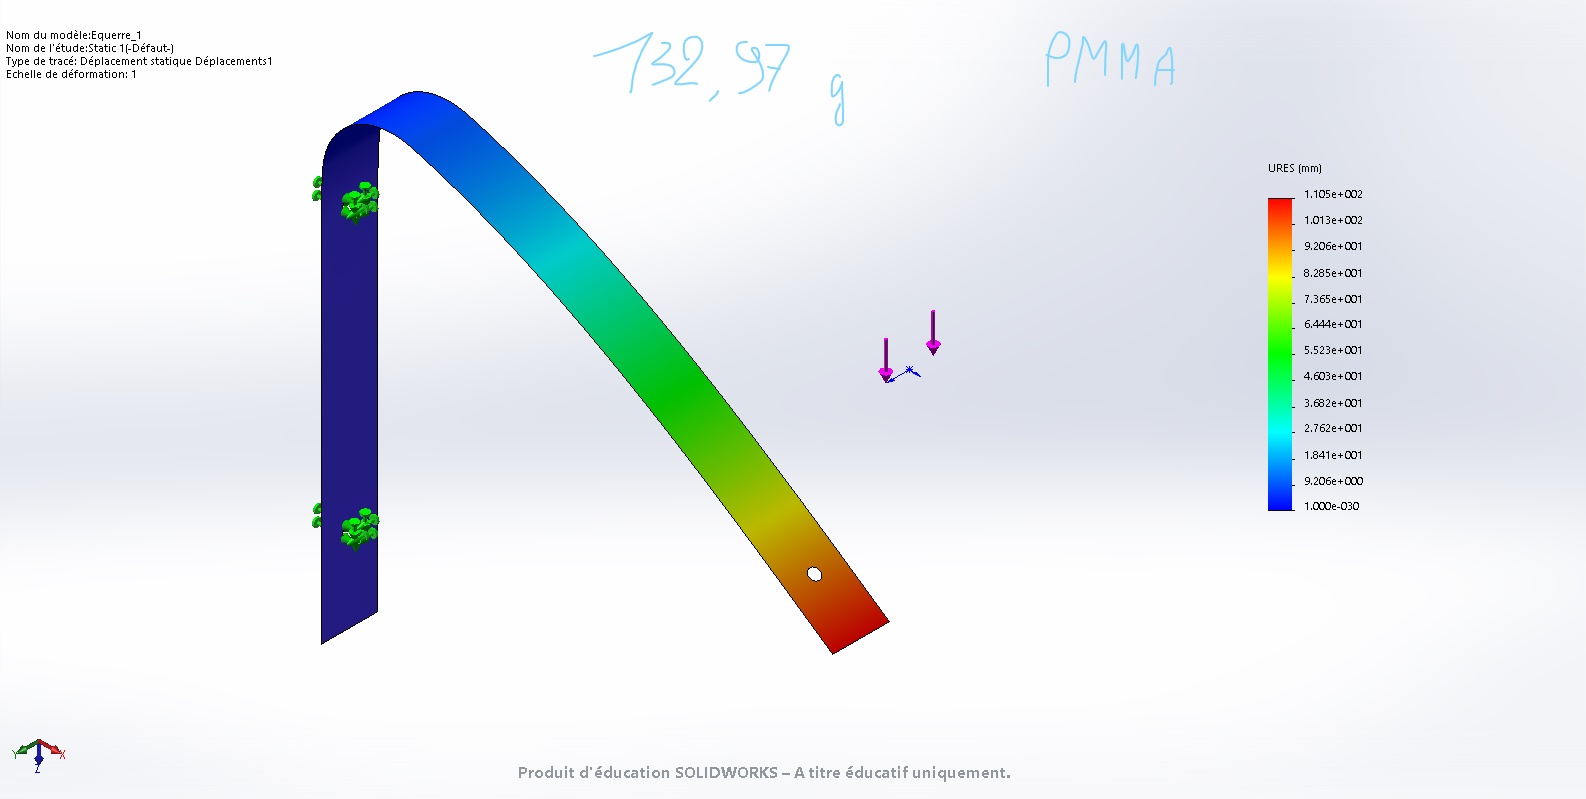 Nom du modèle:Equerre_1
Nom de l'étude:Static 1(-Défaut-)
Type de tracé: Déplacement statique Déplacements1
Echelle de déformation: 1
132,97 g
PMMA
URES (mm)
1.105e+002
1.013e+002
9.206e+001
8.285e+001
7.365e+001
6.444e+001
5.523e+001
4.603e+001
3.682e+001
2.762e+001
1.841e+001
9.206e+000
1.000e-030
Y X
Z
Produit d'éducation SOLIDWORKS – A titre éducatif uniquement.